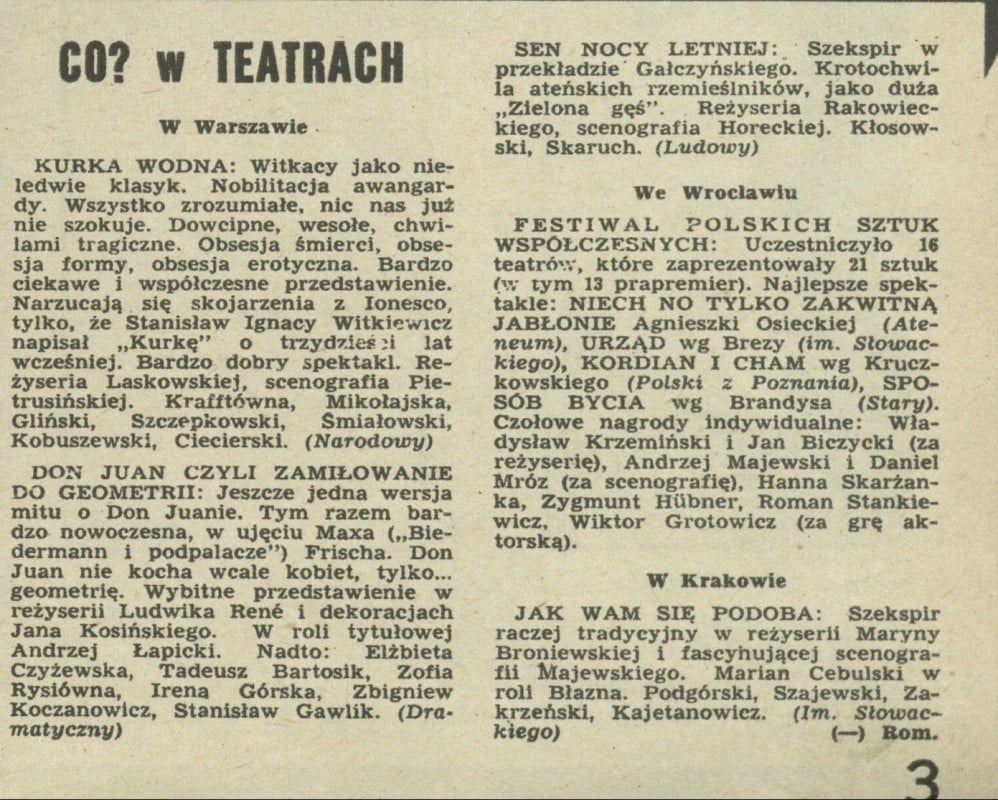 CO? w TEATRACH
W Warszawie
KURKA WODNA: Witkacy jako nie-
ledwie klasyk. Nobilitacja awangar-
dy. Wszystko zrozumiałe, nic nas już
nie szokuje. Dowcipne, wesołe, chwi-
lami tragiczne. Obsesja śmierci, obse-
sja formy, obsesja erotyczna. Bardzo
ciekawe i współczesne przedstawienie.
Narzucają się skojarzenia z Ionesco,
tylko, że Stanisław Ignacy Witkiewicz
napisał „Kurkę” o trzydzieści lat
wcześniej. Bardzo dobry spektakl. Re-
żyseria Laskowskiej, scenografia Pie-
trusińskiej. Krafftówna, Mikołajska,
Gliński, Szczepkowski, Śmiałowski,
Kobuszewski, Ciecierski. (Narodowy)
DON JUAN CZYLI ZAMIŁOWANIE
DO GEOMETRII: Jeszcze jedna wersja
mitu o Don Juanie. Tym razem bar-
dzo nowoczesna, w ujęciu Maxa („Bie-
dermann i podpalacze”) Frischa. Don
Juan nie kocha wcale kobiet, tylko...
geometrię. Wybitne przedstawienie w
reżyserii Ludwika René i dekoracjach
Jana Kosińskiego. W roli tytułowej
Andrzej Łapicki. Nadto: Elżbieta
Czyżewska, Tadeusz Bartosik, Zofia
Rysiówna, Irena Górska, Zbigniew
Koczanowicz, Stanisław Gawlik. (Dra-
matyczny)
SEN NOCY LETNIEJ: Szekspir w
przekładzie Gałczyńskiego. Krotochwi-
la ateńskich rzemieślników, jako duża
„Zielona gęś”. Reżyseria Rakowiec-
kiego, scenografia Horeckiej. Kłosow-
ski, Skaruch. (Ludowy)
We Wrocławiu
FESTIWAL POLSKICH SZTUK
WSPÓŁCZESNYCH: Uczestniczyło 16
teatrów, które zaprezentowały 21 sztuk
(w tym 13 prapremier). Najlepsze spek-
takle: NIECH NO TYLKO ZAKWITNĄ
JABŁONIE Agnieszki Osieckiej (Ate-
neum), URZĄD wg Brezy (im. Słowac-
kiego), KORDIAN I CHAM wg Krucz-
kowskiego (Polski z Poznania), SPO-
SÓB BYCIA wg Brandysa (Stary).
Czołowe nagrody indywidualne: Wła-
dysław Krzemiński i Jan Biczycki (za
reżyserię), Andrzej Majewski i Daniel
Mróz (za scenografię), Hanna Skarżan-
ka, Zygmunt Hübner, Roman Stankie-
wicz, Wiktor Grotowicz (za grę ak-
torską).
W Krakowie
JAK WAM SIĘ PODOBA: Szekspir
raczej tradycyjny w reżyserii Maryny
Broniewskiej i fascyhującej scenogra-
fii Majewskiego. Marian Cebulski w
roli Błazna. Podgórski, Szajewski, Za-
krzeński, Kajetanowicz. (Im. Słowac-
kiego) (—) Rom.
3